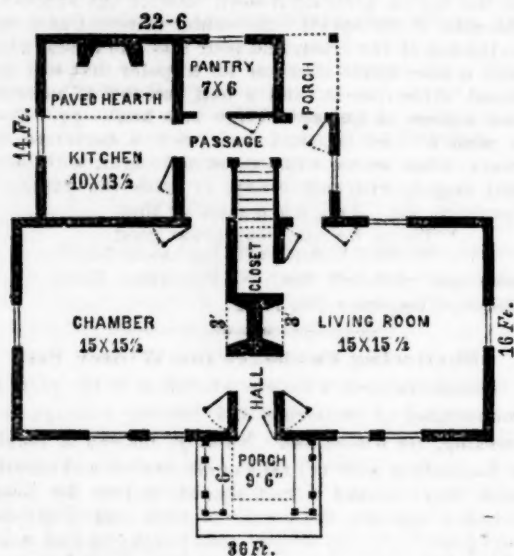 22-6
PANTRY
7X6
PORCH
PAVED HEARTH
14 Ft.
PASSAGE
KITCHEN
10X13½
CLOSET
CHAMBER
15X15½
3'
3'
LIVING ROOM
15X15½
16 Ft.
HALL
PORCH
9'6"
6'
36 Ft.